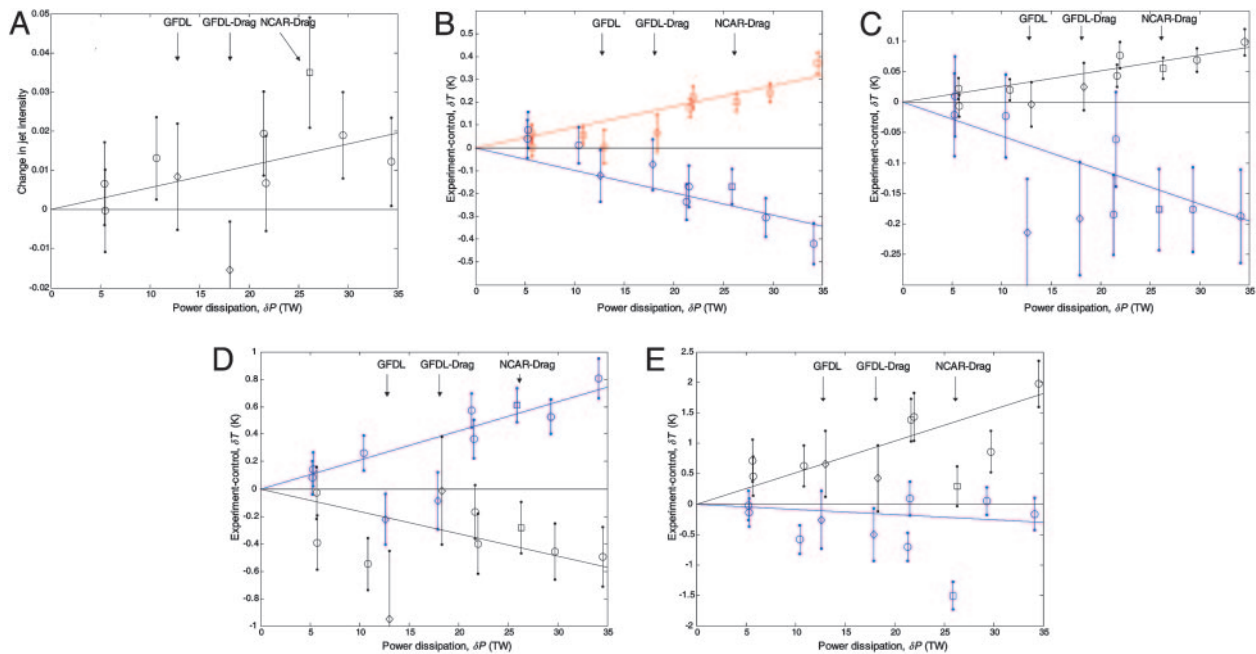 A
GFDL GFDL-Drag NCAR-Drag
Change in jet intensity
0.05
0.04
0.03
0.02
0.01
0
0.01
0.02
0 5 10 15 20 25 30 35
Power dissipation, δP (TW)
B
GFDL GFDL-Drag NCAR-Drag
Experiment-control, δT (K)
0.5
0.4
0.3
0.2
0.1
0
-0.1
-0.2
-0.3
-0.4
-0.5
0 5 10 15 20 25 30 35
Power dissipation, δP (TW)
C
GFDL GFDL-Drag NCAR-Drag
Experiment-control, δT (K)
0.1
0.05
0
-0.05
-0.1
-0.15
-0.2
-0.25
0 5 10 15 20 25 30 35
Power dissipation, δP (TW)
D
GFDL GFDL-Drag NCAR-Drag
Experiment-control, δT (K)
1
0.8
0.6
0.4
0.2
0
-0.2
-0.4
-0.6
-0.8
-1
0 5 10 15 20 25 30 35
Power dissipation, δP (TW)
E
GFDL GFDL-Drag NCAR-Drag
Experiment-control, δT (K)
2.5
2
1.5
1
0.5
0
-0.5
-1
-1.5
-2
0 5 10 15 20 25 30 35
Power dissipation, δP (TW)